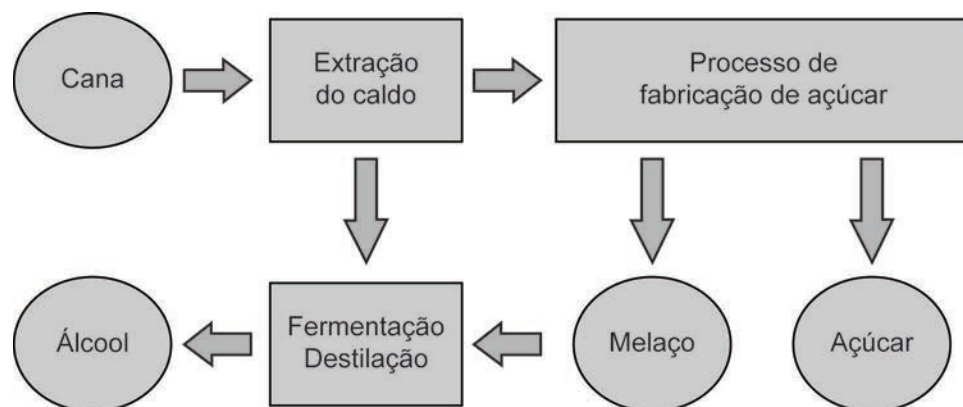 Cana
Extração
do caldo
Processo de
fabricação de açúcar
Álcool
Fermentação
Destilação
Melaço
Açúcar